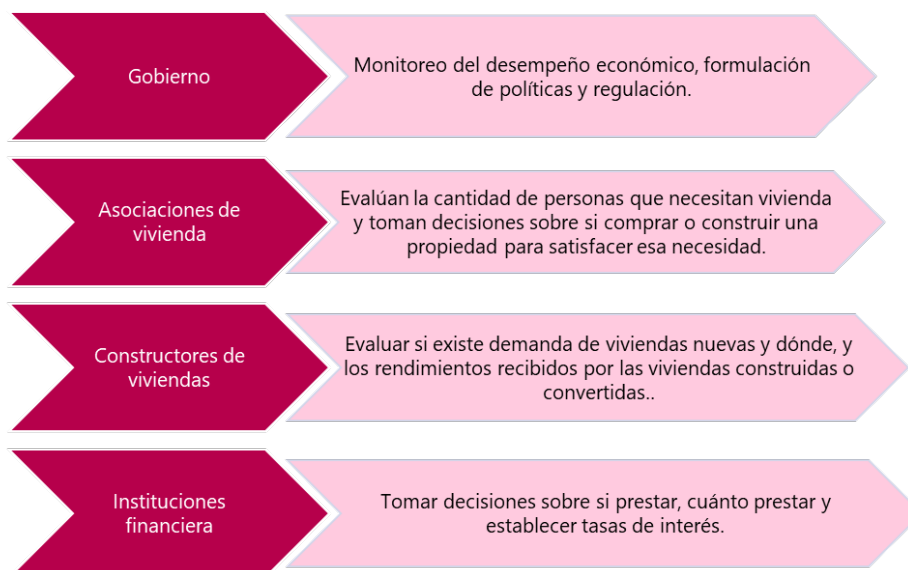 Gobierno
Monitoreo del desempeño económico, formulación
de políticas y regulación.
Asociaciones de
vivienda
Evalúan la cantidad de personas que necesitan vivienda
y toman decisiones sobre si comprar o construir una
propiedad para satisfacer esa necesidad.
Constructores de
viviendas
Evaluar si existe demanda de viviendas nuevas y dónde, y
los rendimientos recibidos por las viviendas construidas o
convertidas..
Instituciones
financiera
Tomar decisiones sobre si prestar, cuánto prestar y
establecer tasas de interés.